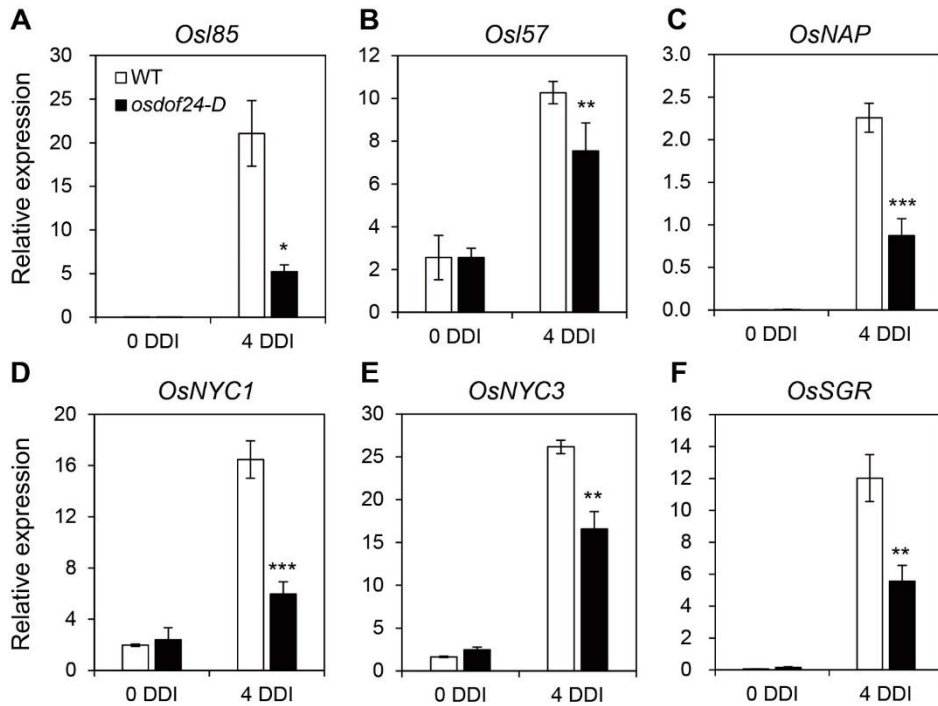 A
OsI85
Relative expression
30
25
20
15
10
5
0
WT
osdof24-D
*
0 DDI 4 DDI
B
OsI57
12
10
8
6
4
2
0
**
0 DDI 4 DDI
C
OsNAP
3.0
2.5
2.0
1.5
1.0
0.5
0.0
***
0 DDI 4 DDI
D
OsNYC1
Relative expression
20
16
12
8
4
0
***
0 DDI 4 DDI
E
OsNYC3
30
25
20
15
10
5
0
**
0 DDI 4 DDI
F
OsSGR
16
14
12
10
8
6
4
2
0
**
0 DDI 4 DDI